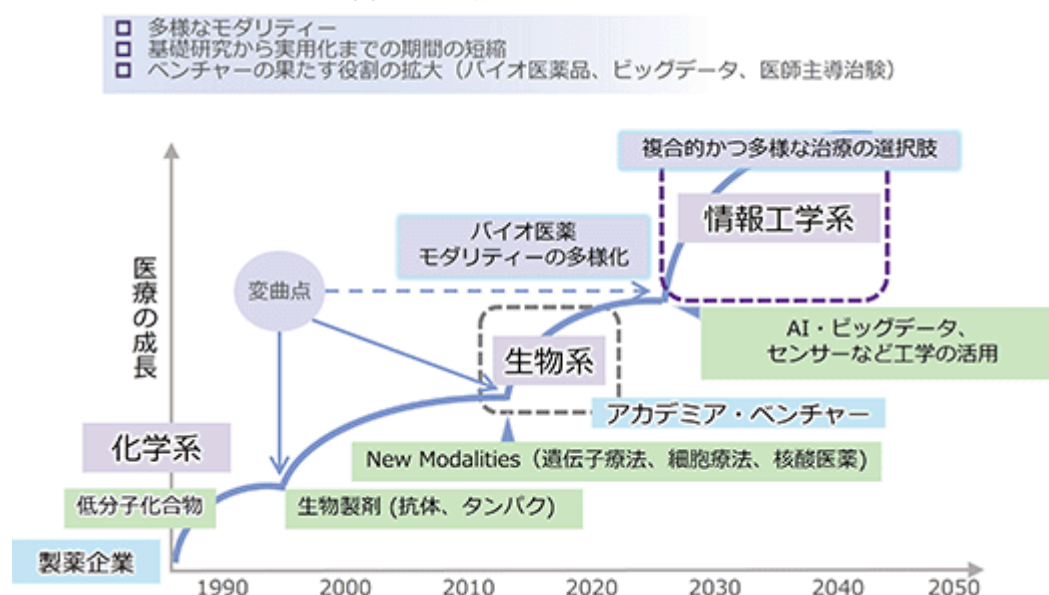 多様なモダリティー
基礎研究から実用化までの期間の短縮
ベンチャーの果たす役割の拡大（バイオ医薬品、ビッグデータ、医師主導治験）
複合的かつ多様な治療の選択肢
情報工学系
バイオ医薬
モダリティーの多様化
医療の成長
変曲点
AI・ビッグデータ、
センサーなど工学の活用
生物系
アカデミア・ベンチャー
化学系
New Modalities（遺伝子療法、細胞療法、核酸医薬)
低分子化合物
生物製剤 (抗体、タンパク)
製薬企業
1990 2000 2010 2020 2030 2040 2050